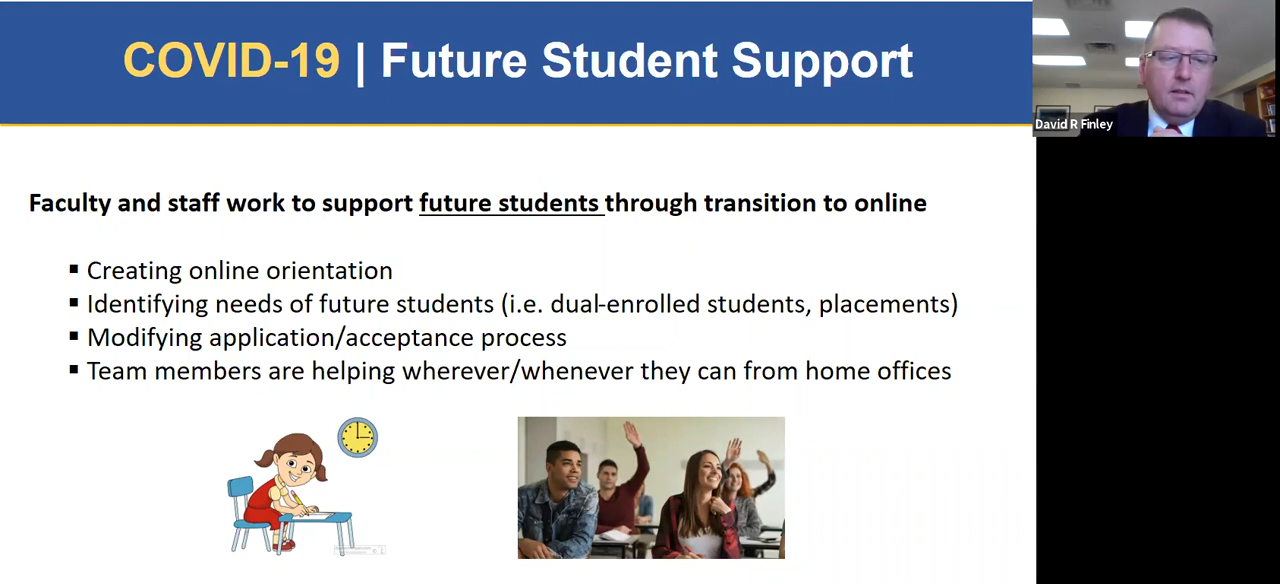 COVID-19 | Future Student Support
David R Finley
Faculty and staff work to support future students through transition to online
▪ Creating online orientation
▪ Identifying needs of future students (i.e. dual-enrolled students, placements)
▪ Modifying application/acceptance process
▪ Team members are helping wherever/whenever they can from home offices